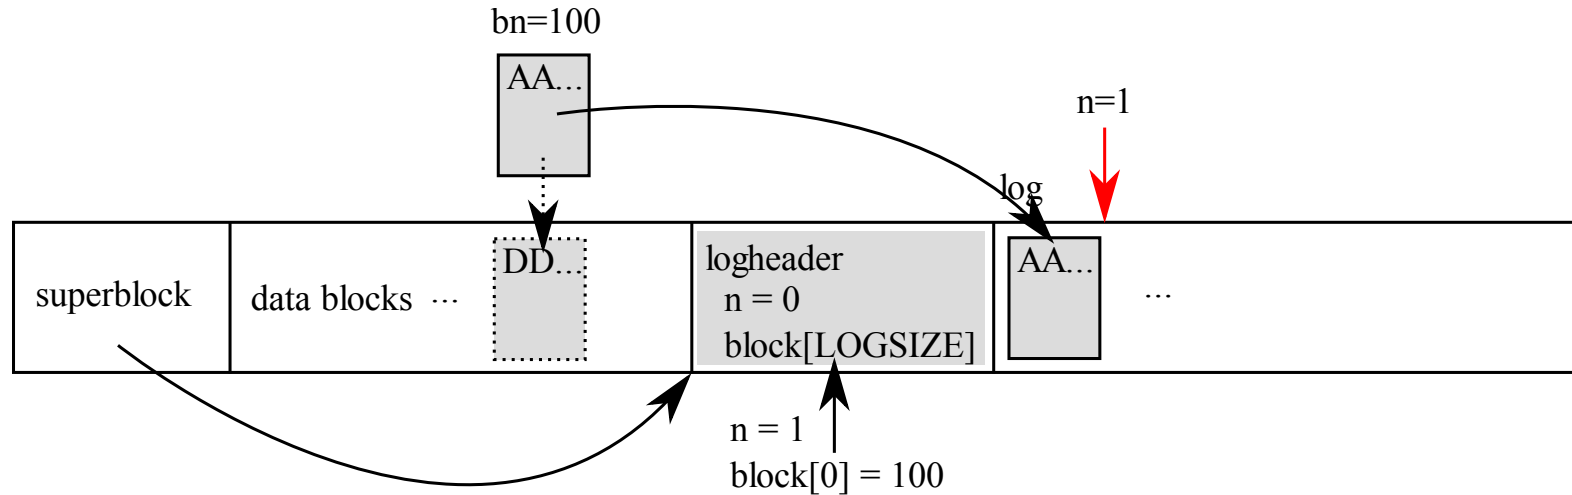 bn=100
AA...
n=1
log
superblock
data blocks ...
DD...
logheader
n = 0
block[LOGSIZE]
AA...
...
n = 1
block[0] = 100